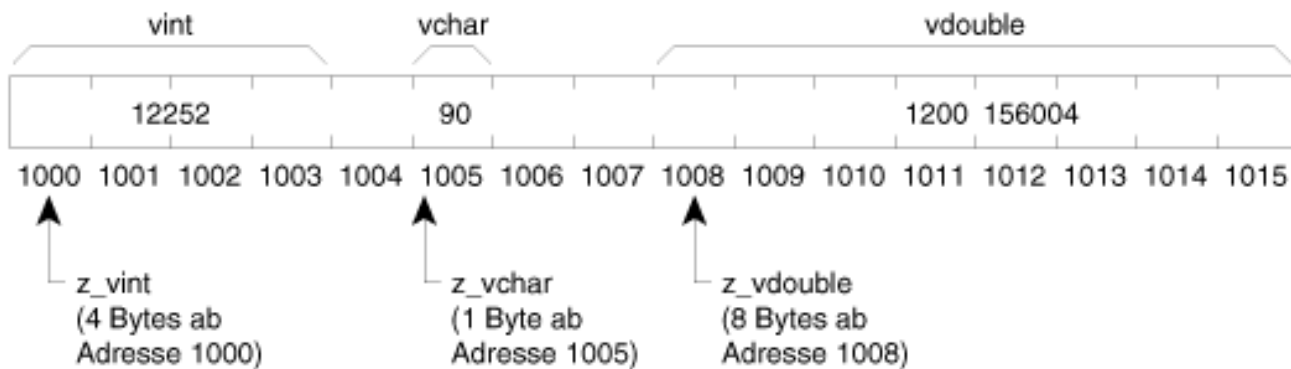 vint vchar vdouble
12252 90 1200 156004
1000 1001 1002 1003 1004 1005 1006 1007 1008 1009 1010 1011 1012 1013 1014 1015
z_vint
(4 Bytes ab
Adresse 1000)
z_vchar
(1 Byte ab
Adresse 1005)
z_vdouble
(8 Bytes ab
Adresse 1008)